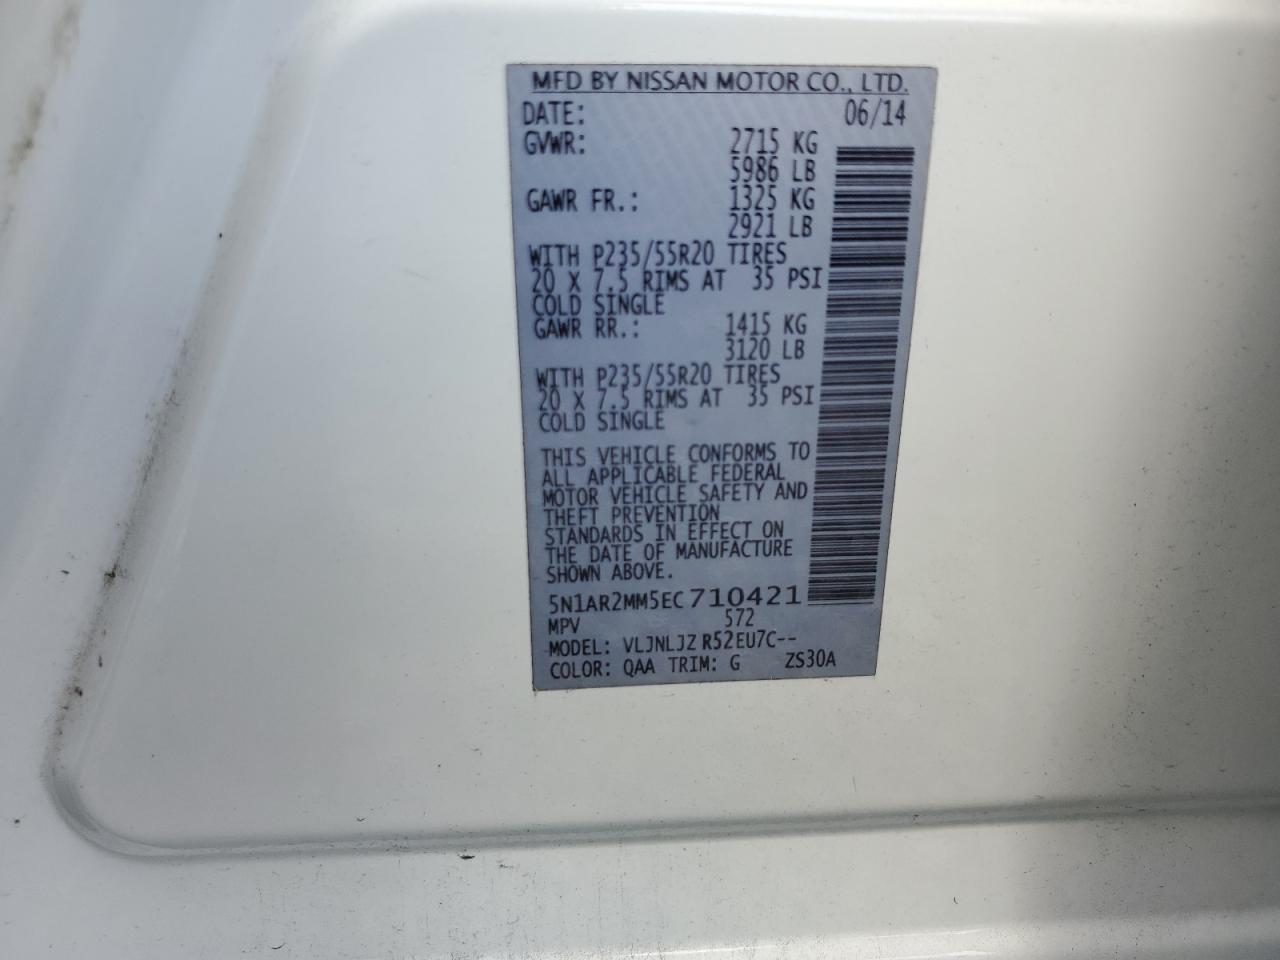 MFD BY NISSAN MOTOR CO., LTD.
DATE: 06/14
GVWR: 2715 KG
5986 LB
GAWR FR.: 1325 KG
2921 LB
WITH P235/55R20 TIRES
20 X 7.5 RIMS AT 35 PSI
COLD SINGLE
GAWR RR.: 1415 KG
3120 LB
WITH P235/55R20 TIRES
20 X 7.5 RIMS AT 35 PSI
COLD SINGLE
THIS VEHICLE CONFORMS TO
ALL APPLICABLE FEDERAL
MOTOR VEHICLE SAFETY AND
THEFT PREVENTION
STANDARDS IN EFFECT ON
THE DATE OF MANUFACTURE
SHOWN ABOVE.
5N1AR2MM5EC710421
MPV 572
MODEL: VLJNLJZ R52EU7C--
COLOR: QAA TRIM: G ZS30A